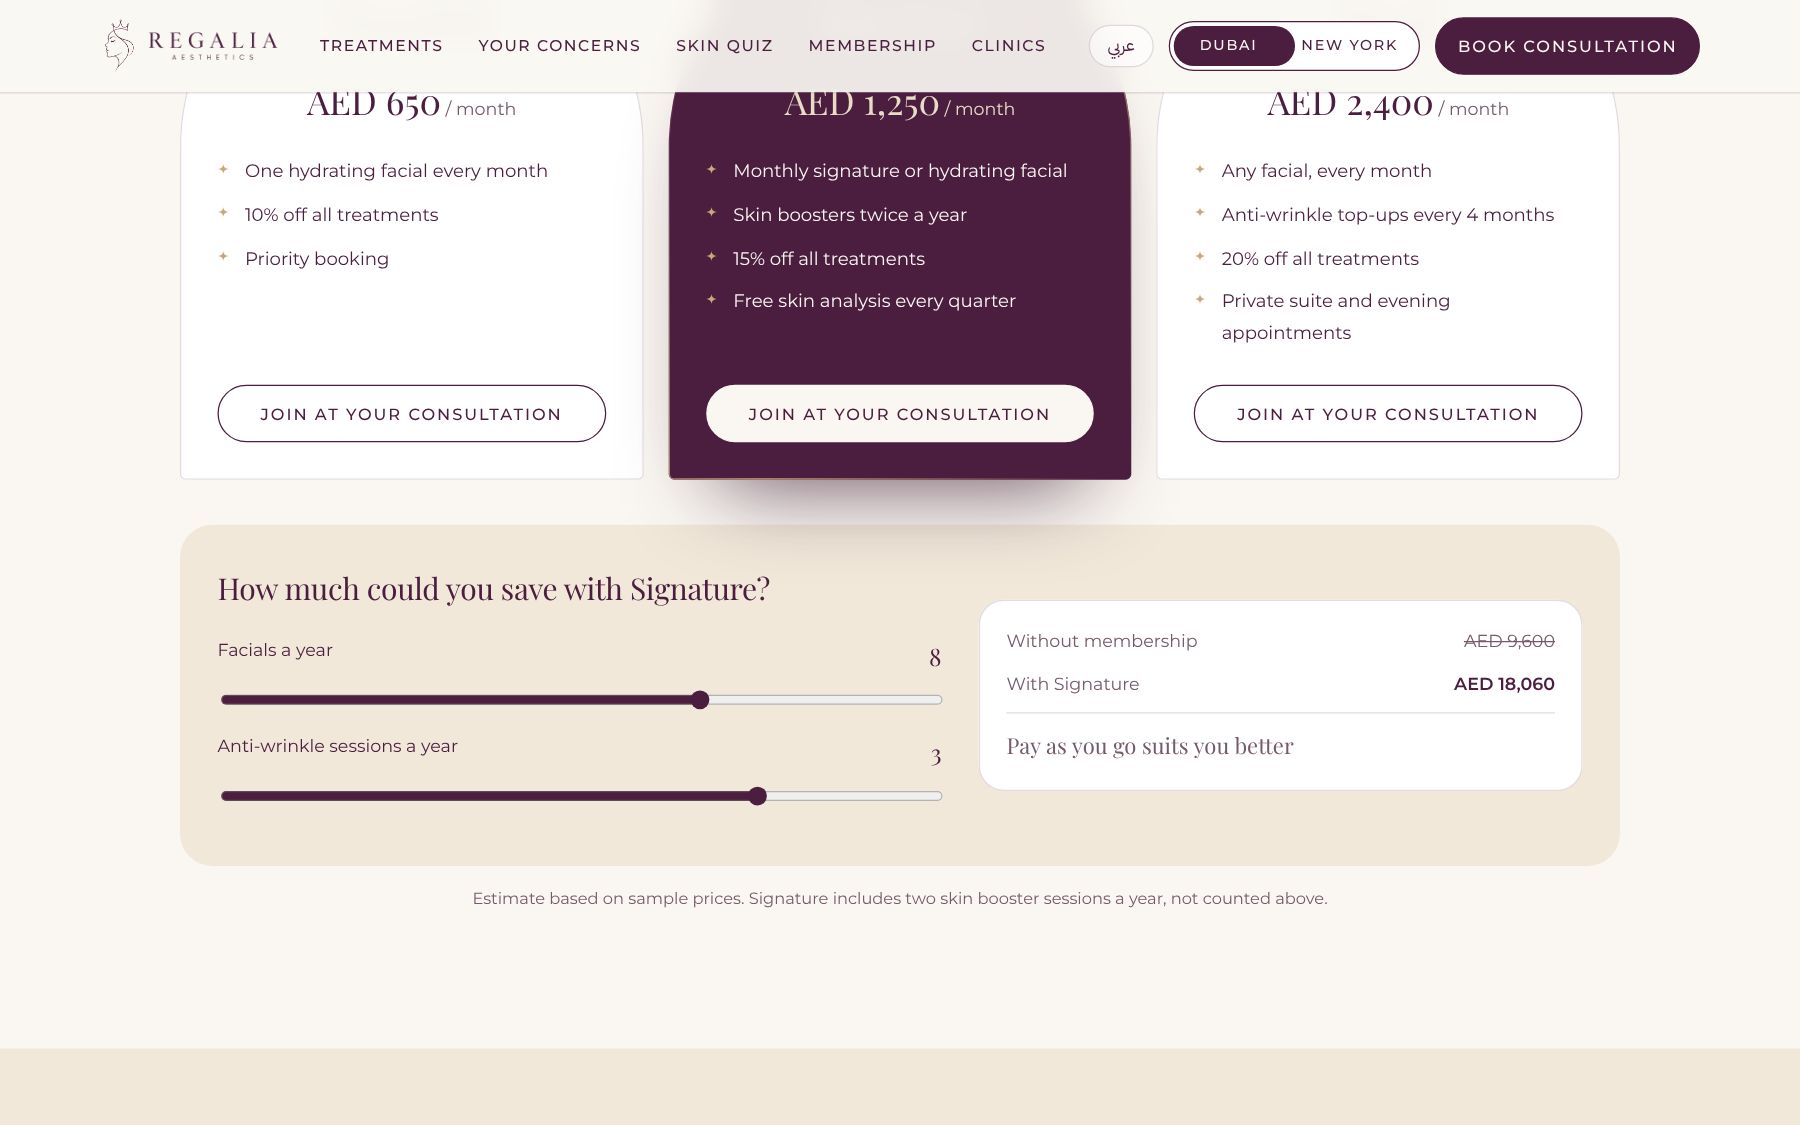 REGALIA
AESTHETICS
TREATMENTS
YOUR CONCERNS
SKIN QUIZ
MEMBERSHIP
CLINICS
عربي
DUBAI
NEW YORK
BOOK CONSULTATION
AED 650 / month
One hydrating facial every month
10% off all treatments
Priority booking
JOIN AT YOUR CONSULTATION
AED 1,250 / month
Monthly signature or hydrating facial
Skin boosters twice a year
15% off all treatments
Free skin analysis every quarter
JOIN AT YOUR CONSULTATION
AED 2,400 / month
Any facial, every month
Anti-wrinkle top-ups every 4 months
20% off all treatments
Private suite and evening
appointments
JOIN AT YOUR CONSULTATION
How much could you save with Signature?
Facials a year
8
Anti-wrinkle sessions a year
3
Without membership AED 9,600
With Signature AED 18,060
Pay as you go suits you better
Estimate based on sample prices. Signature includes two skin booster sessions a year, not counted above.